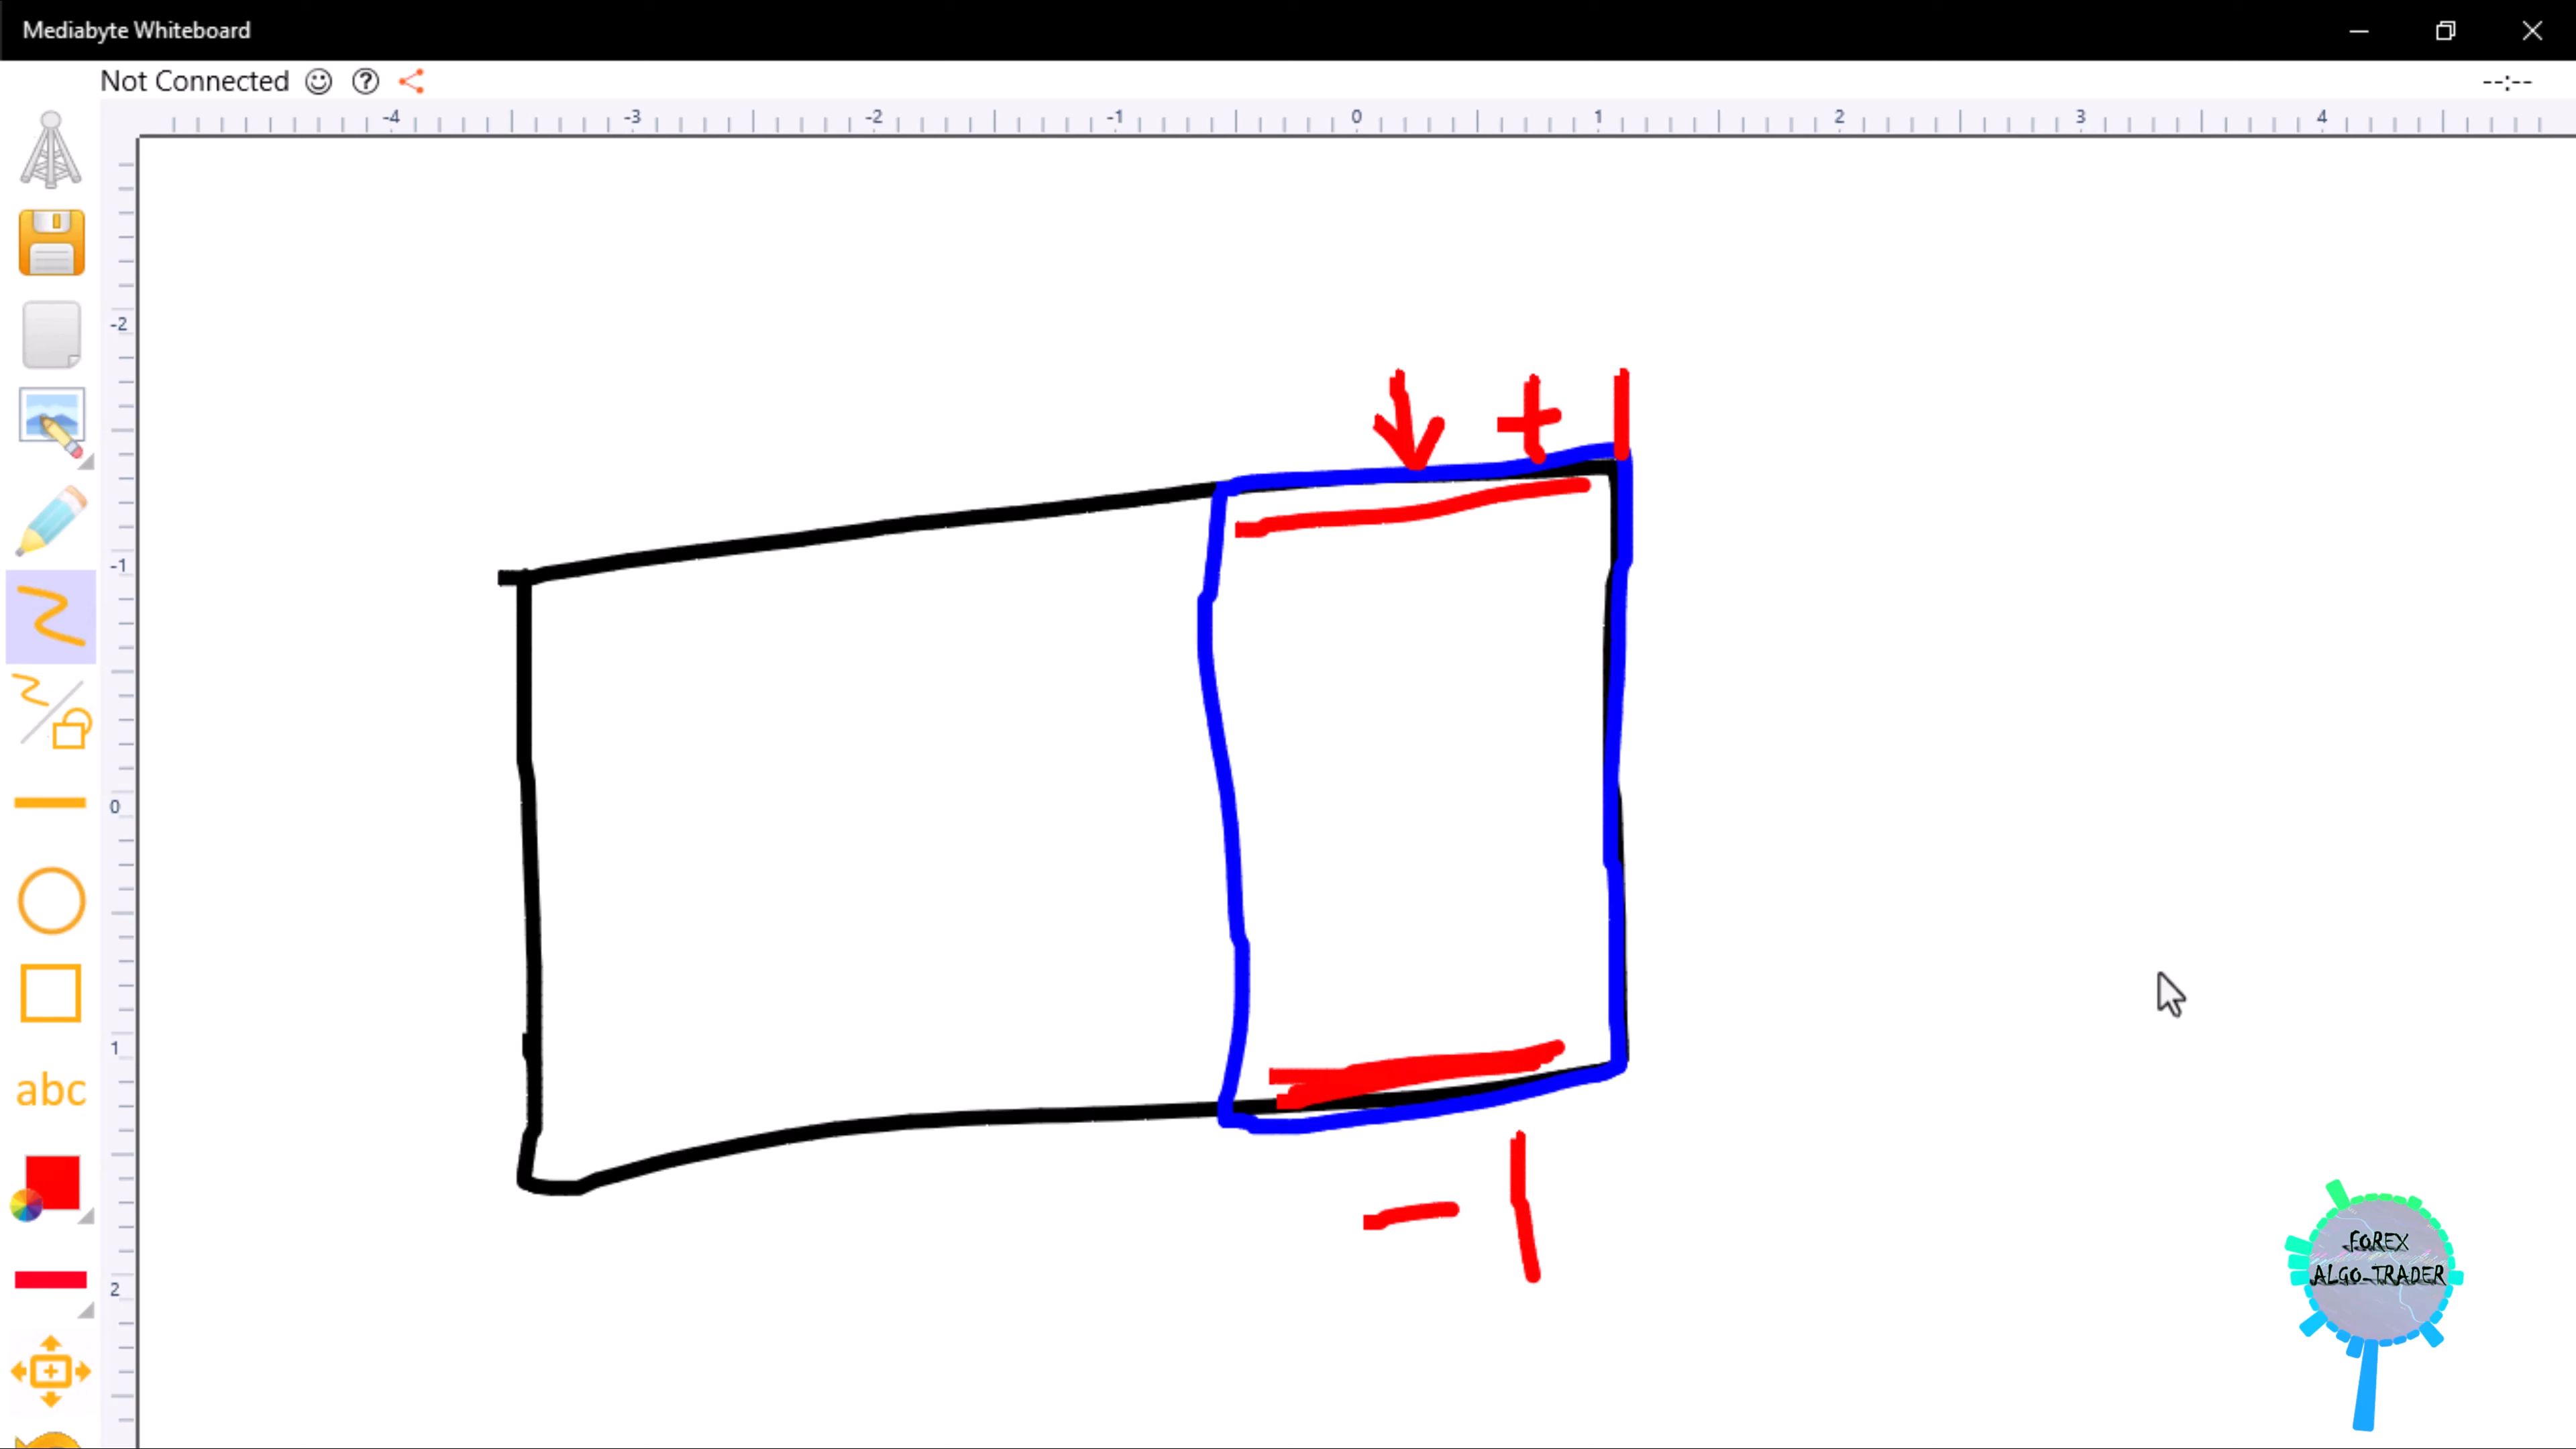 Mediabyte Whiteboard
Not Connected
--:--
-4 -3 -2 -1 0 1 2 3 4
-2
-1
0
1
2
+1
-1
abc
FOREX
ALGO-TRADER